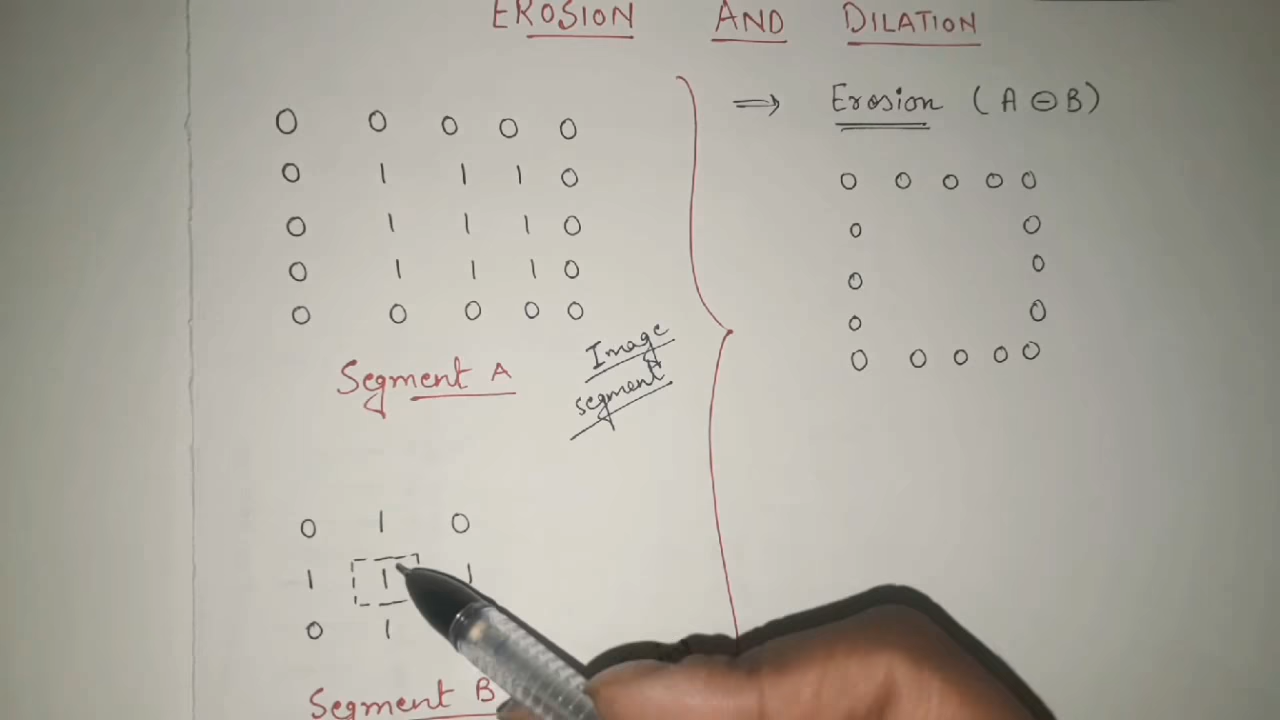 EROSION AND DILATION
0 0 0 0 0
0 1 1 1 0
0 1 1 1 0
0 1 1 1 0
0 0 0 0 0
Segment A
Image
segment
0 1 0
1 1 1
0 1
Segment B
⇒ Erosion (A ⊖ B)
0 0 0 0 0
0 0
0 0
0 0
0 0 0 0 0